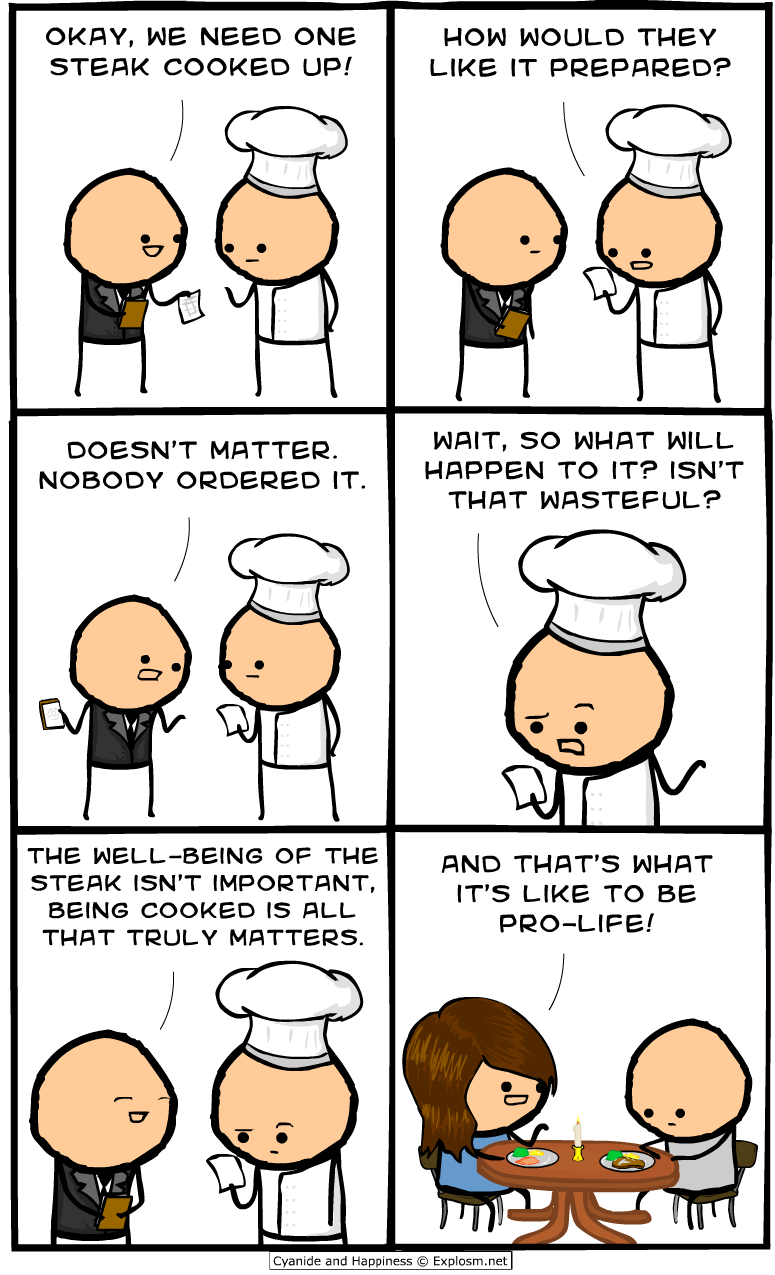 OKAY, WE NEED ONE
STEAK COOKED UP!
HOW WOULD THEY
LIKE IT PREPARED?
DOESN'T MATTER.
NOBODY ORDERED IT.
WAIT, SO WHAT WILL
HAPPEN TO IT? ISN'T
THAT WASTEFUL?
THE WELL-BEING OF THE
STEAK ISN'T IMPORTANT,
BEING COOKED IS ALL
THAT TRULY MATTERS.
AND THAT'S WHAT
IT'S LIKE TO BE
PRO-LIFE!
Cyanide and Happiness © Explosm.net